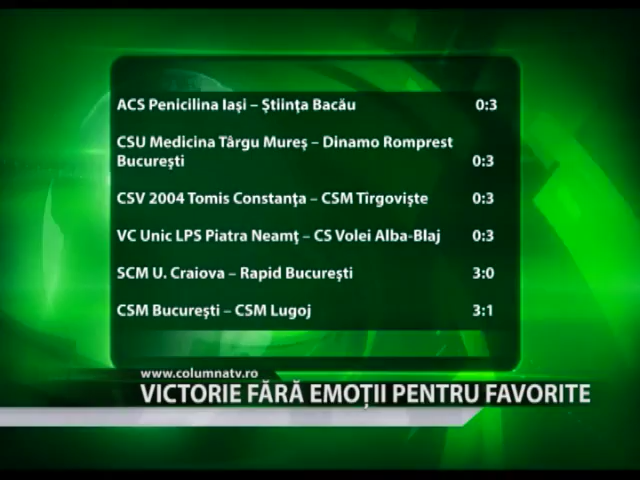 ACS Penicilina Iaşi – Ştiinţa Bacău 0:3
CSU Medicina Târgu Mureş – Dinamo Romprest
Bucureşti 0:3
CSV 2004 Tomis Constanţa – CSM Tîrgovişte 0:3
VC Unic LPS Piatra Neamţ – CS Volei Alba-Blaj 0:3
SCM U. Craiova – Rapid Bucureşti 3:0
CSM Bucureşti – CSM Lugoj 3:1
www.columnatv.ro
VICTORIE FĂRĂ EMOȚII PENTRU FAVORITE